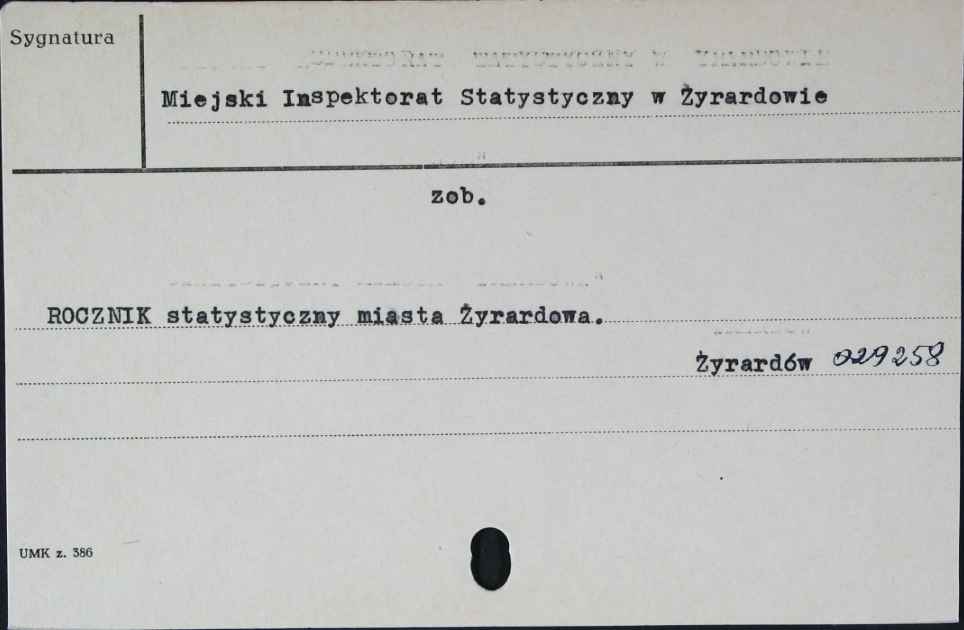 Sygnatura
Miejski Inspektorat Statystyczny w Żyrardowie
zob.
ROCZNIK statystyczny miasta Żyrardowa.
Żyrardów 029258
UMK z. 386